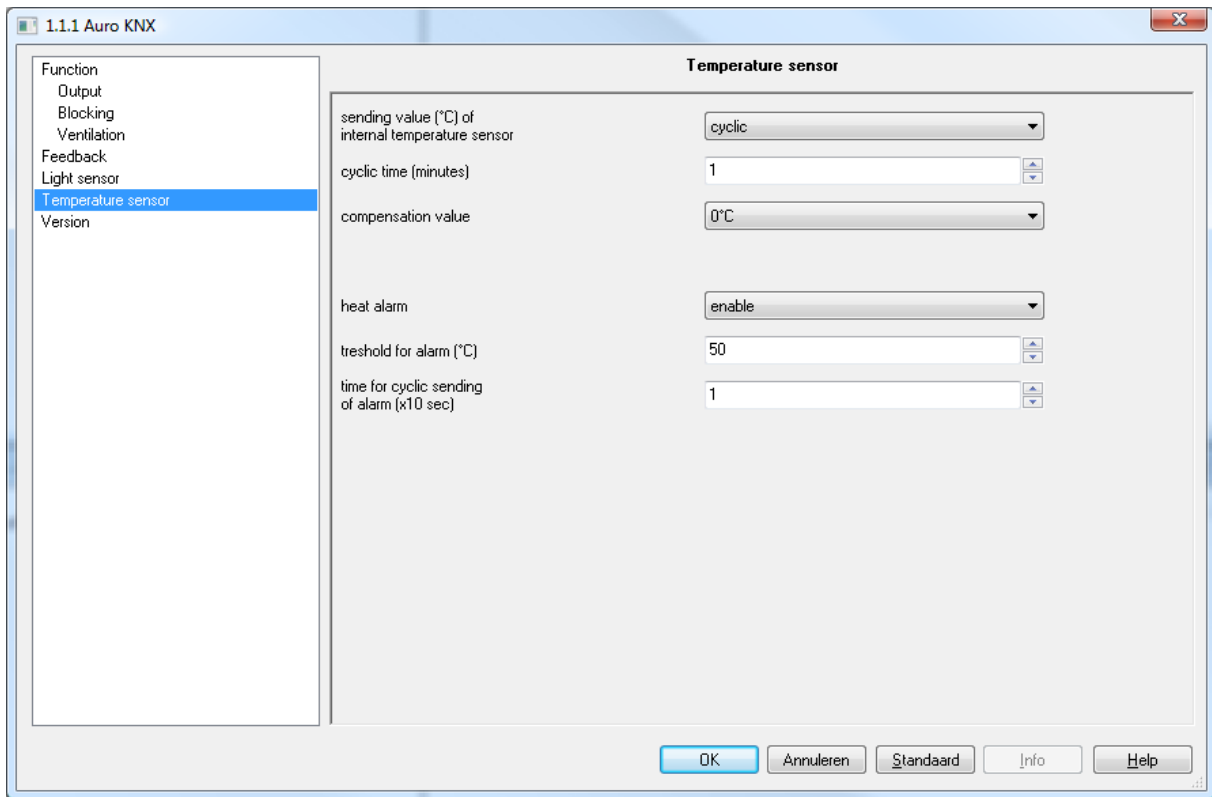 1.1.1 Auro KNX
Function
Output
Blocking
Ventilation
Feedback
Light sensor
Temperature sensor
Version
Temperature sensor
sending value (°C) of
internal temperature sensor
cyclic
cyclic time (minutes)
1
compensation value
0°C
heat alarm
enable
treshold for alarm (°C)
50
time for cyclic sending
of alarm (x10 sec)
1
OK
Annuleren
Standaard
Info
Help